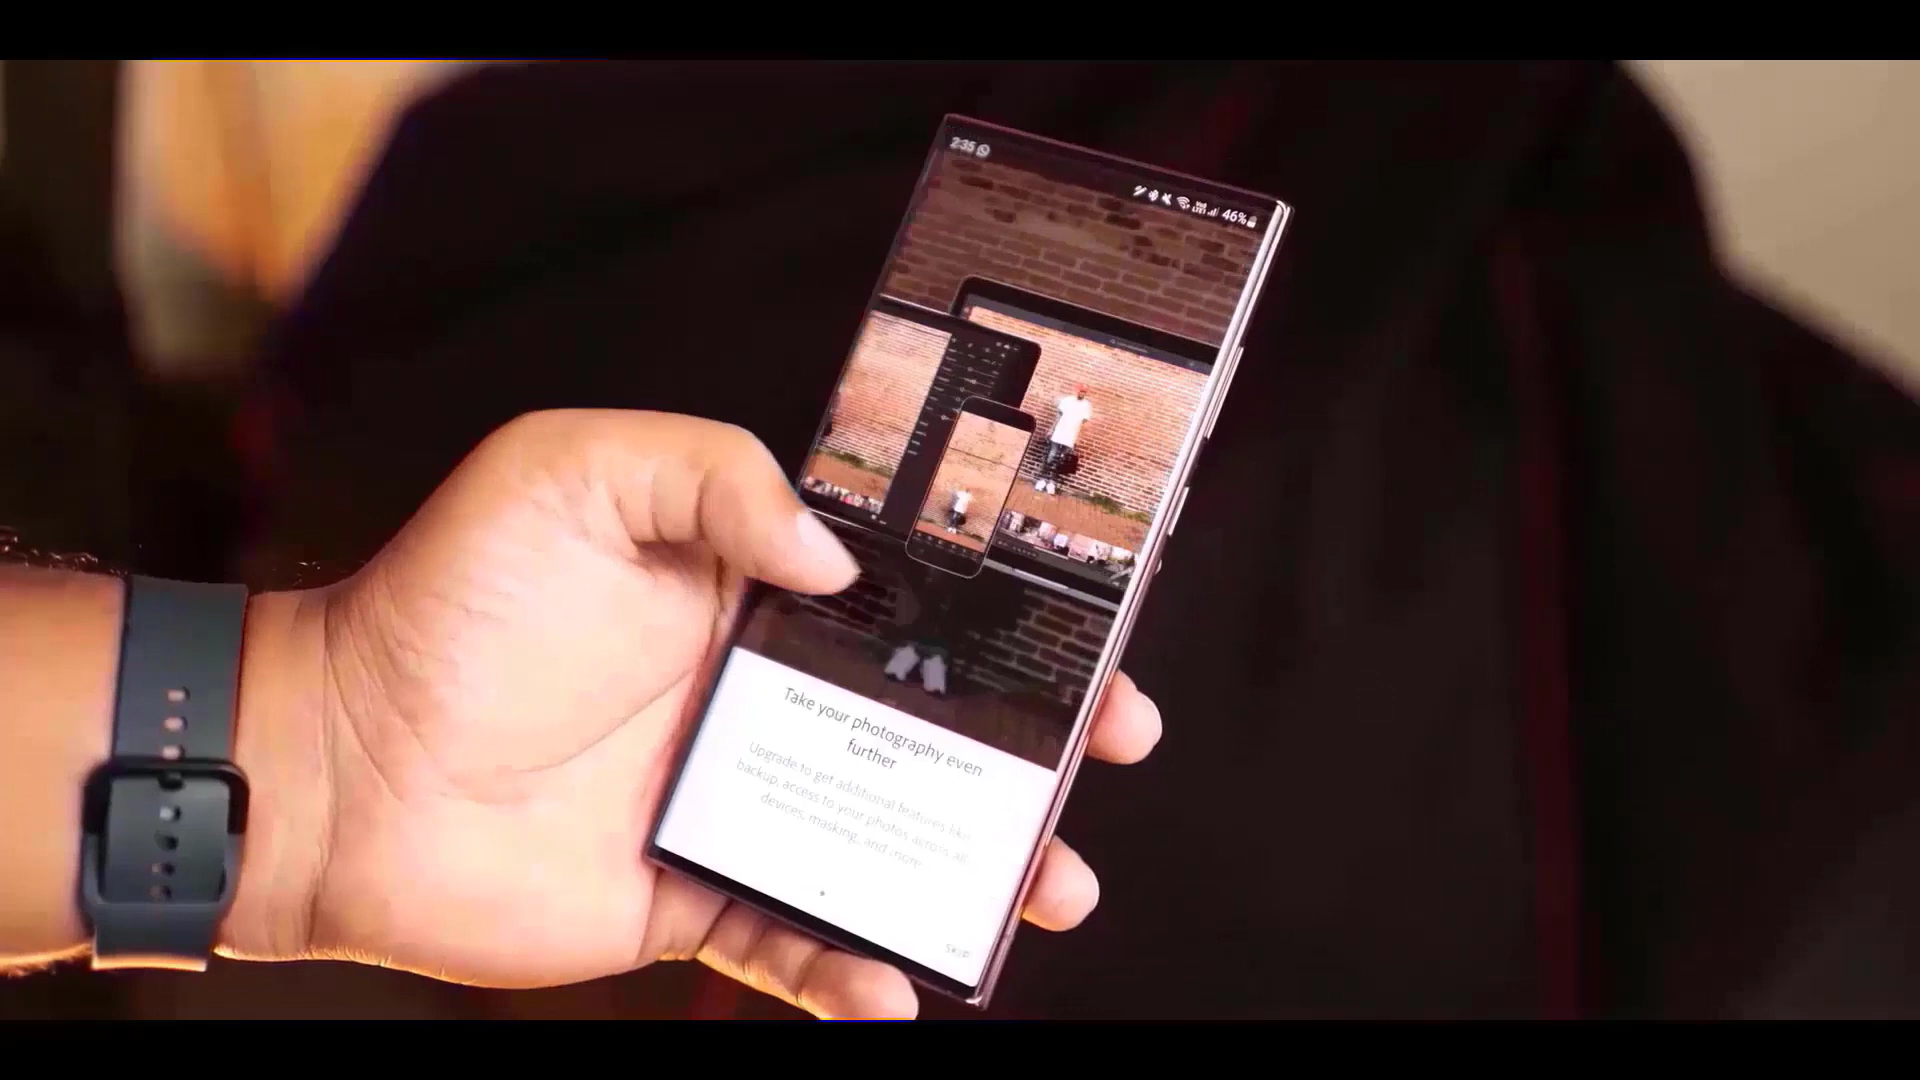 2:35
46%
Take your photography even
further
Upgrade to get additional features like
backup, access to your photos across all
devices, masking, and more.
Skip